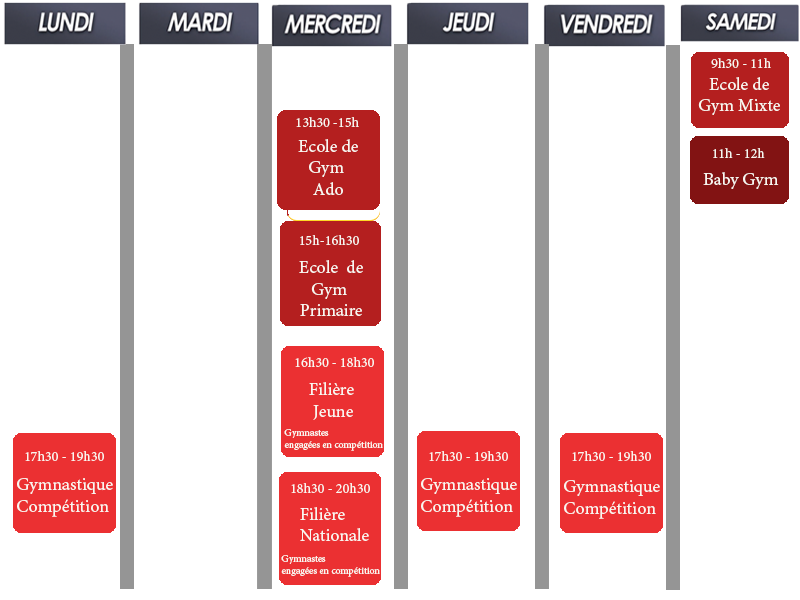 LUNDI
MARDI
MERCREDI
JEUDI
VENDREDI
SAMEDI
17h30 - 19h30
Gymnastique
Compétition
13h30 -15h
Ecole de
Gym
Ado
15h-16h30
Ecole de
Gym
Primaire
16h30 - 18h30
Filière
Jeune
Gymnastes
engagées en compétition
18h30 - 20h30
Filière
Nationale
Gymnastes
engagées en compétition
17h30 - 19h30
Gymnastique
Compétition
17h30 - 19h30
Gymnastique
Compétition
9h30 - 11h
Ecole de
Gym Mixte
11h - 12h
Baby Gym